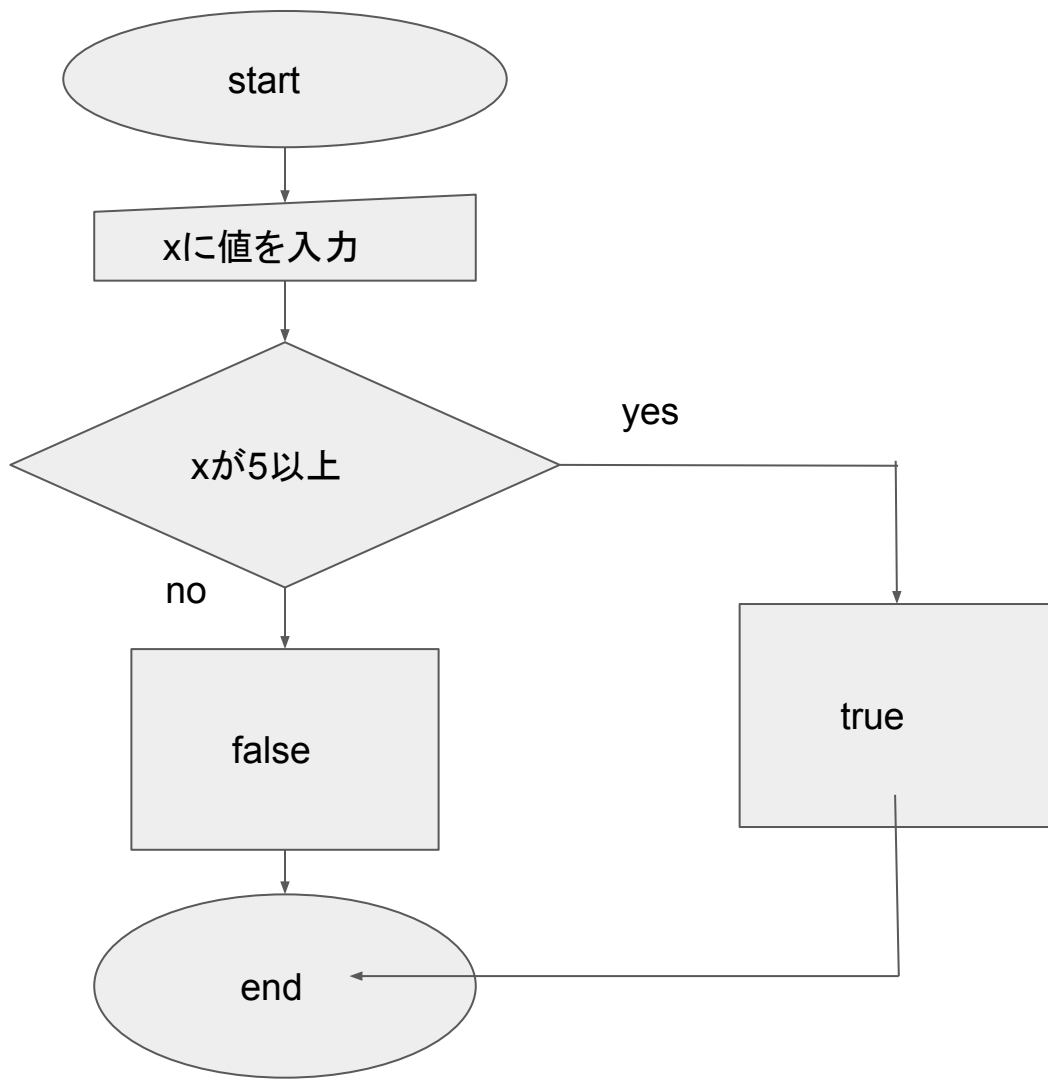 start
xに値を入力
xが5以上
yes
no
false
true
end